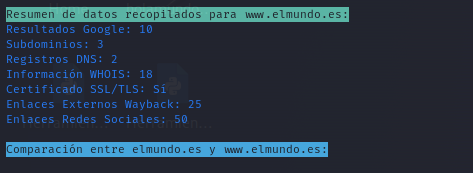 Resumen de datos recopilados para www.elmundo.es:
Resultados Google: 10
Subdominios: 3
Registros DNS: 2
Información WHOIS: 18
Certificado SSL/TLS: Sí
Enlaces Externos Wayback: 25
Enlaces Redes Sociales: 50
Comparación entre elmundo.es y www.elmundo.es: